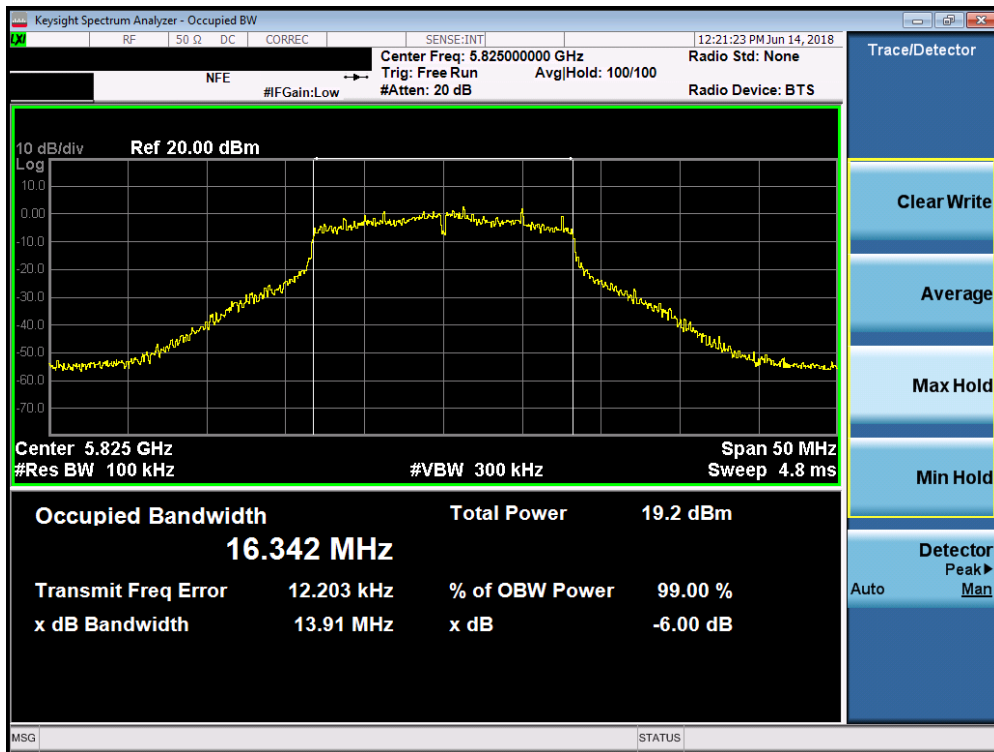 Keysight Spectrum Analyzer - Occupied BW
LXI RF 50 Ω DC CORREC SENSE:INT 12:21:23 PM Jun 14, 2018
Center Freq: 5.825000000 GHz Radio Std: None
NFE Trig: Free Run Avg|Hold: 100/100
#IFGain:Low #Atten: 20 dB Radio Device: BTS
10 dB/div Ref 20.00 dBm
Log
10.0
0.00
-10.0
-20.0
-30.0
-40.0
-50.0
-60.0
-70.0
Center 5.825 GHz Span 50 MHz
#Res BW 100 kHz #VBW 300 kHz Sweep 4.8 ms
Occupied Bandwidth Total Power 19.2 dBm
16.342 MHz
Transmit Freq Error 12.203 kHz % of OBW Power 99.00 %
x dB Bandwidth 13.91 MHz x dB -6.00 dB
MSG STATUS
Trace/Detector
Clear Write
Average
Max Hold
Min Hold
Detector
Peak▶
Auto Man